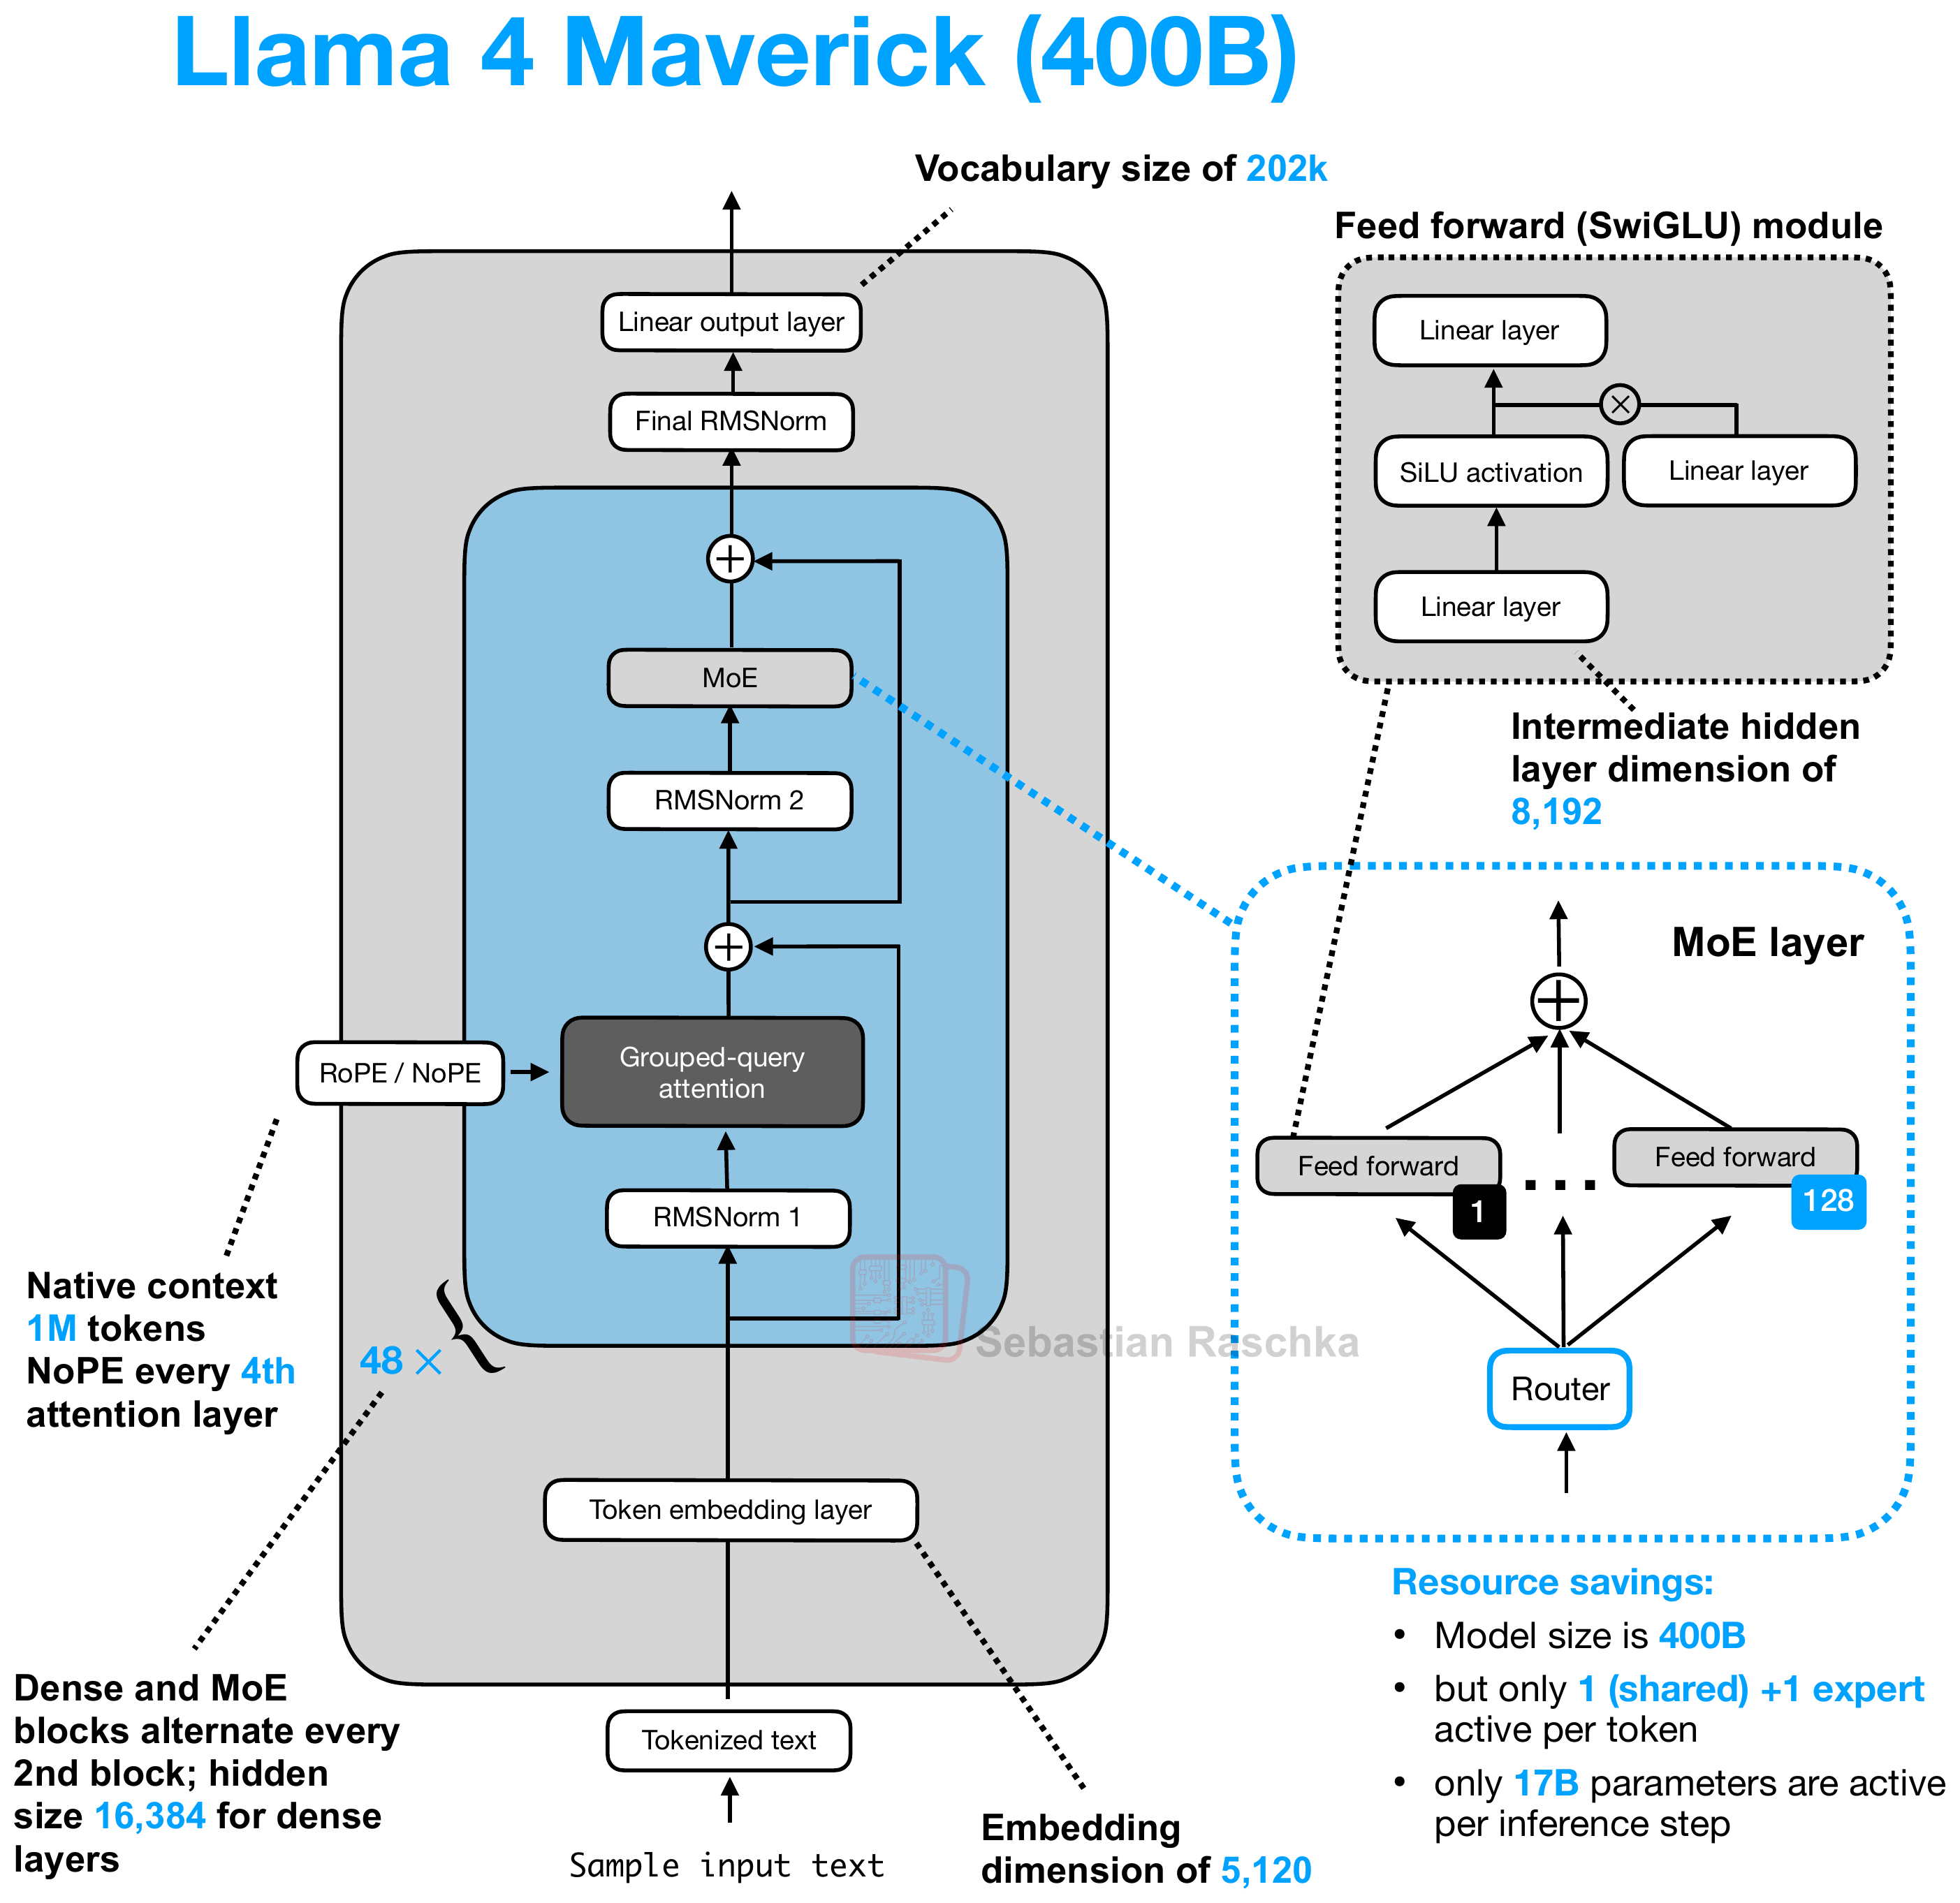 Llama 4 Maverick (400B)
Vocabulary size of 202k
Linear output layer
Final RMSNorm
MoE
RMSNorm 2
Grouped-query
attention
RoPE / NoPE
RMSNorm 1
Native context
1M tokens
NoPE every 4th
attention layer
48 ×
Sebastian Raschka
Token embedding layer
Dense and MoE
blocks alternate every
2nd block; hidden
size 16,384 for dense
layers
Tokenized text
Sample input text
Embedding
dimension of 5,120
Feed forward (SwiGLU) module
Linear layer
SiLU activation
Linear layer
Linear layer
Intermediate hidden
layer dimension of
8,192
MoE layer
Feed forward
1
...
Feed forward
128
Router
Resource savings:
• Model size is 400B
• but only 1 (shared) +1 expert
active per token
• only 17B parameters are active
per inference step